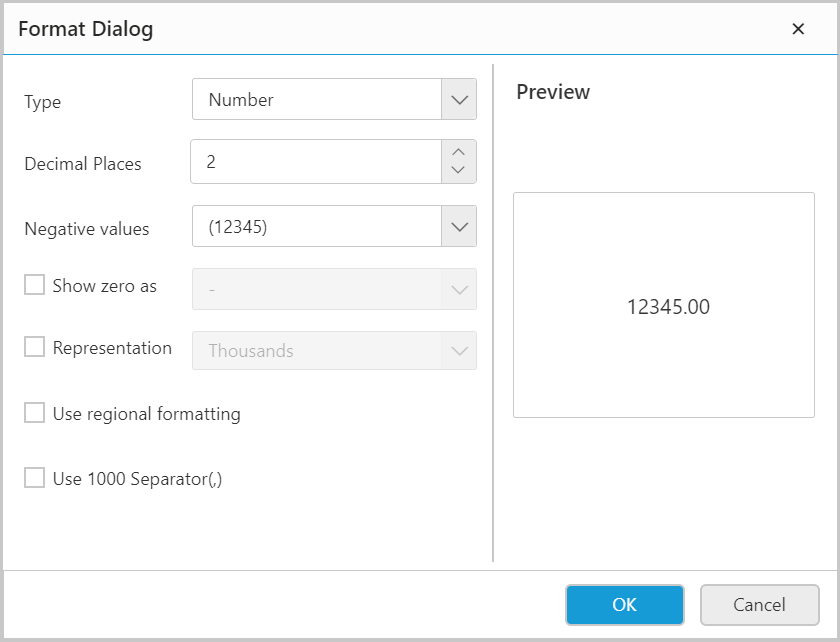 Format Dialog
Type
Number
Preview
Decimal Places
2
Negative values
(12345)
Show zero as
-
12345.00
Representation
Thousands
Use regional formatting
Use 1000 Separator(,)
OK
Cancel